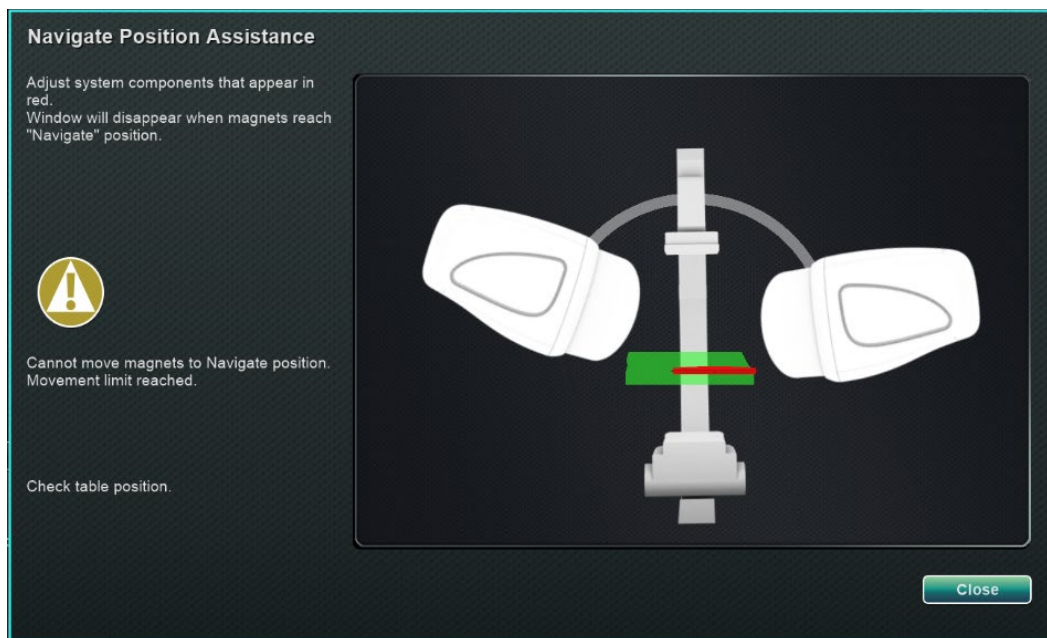 Navigate Position Assistance
Adjust system components that appear in
red.
Window will disappear when magnets reach
"Navigate" position.
Cannot move magnets to Navigate position.
Movement limit reached.
Check table position.
Close